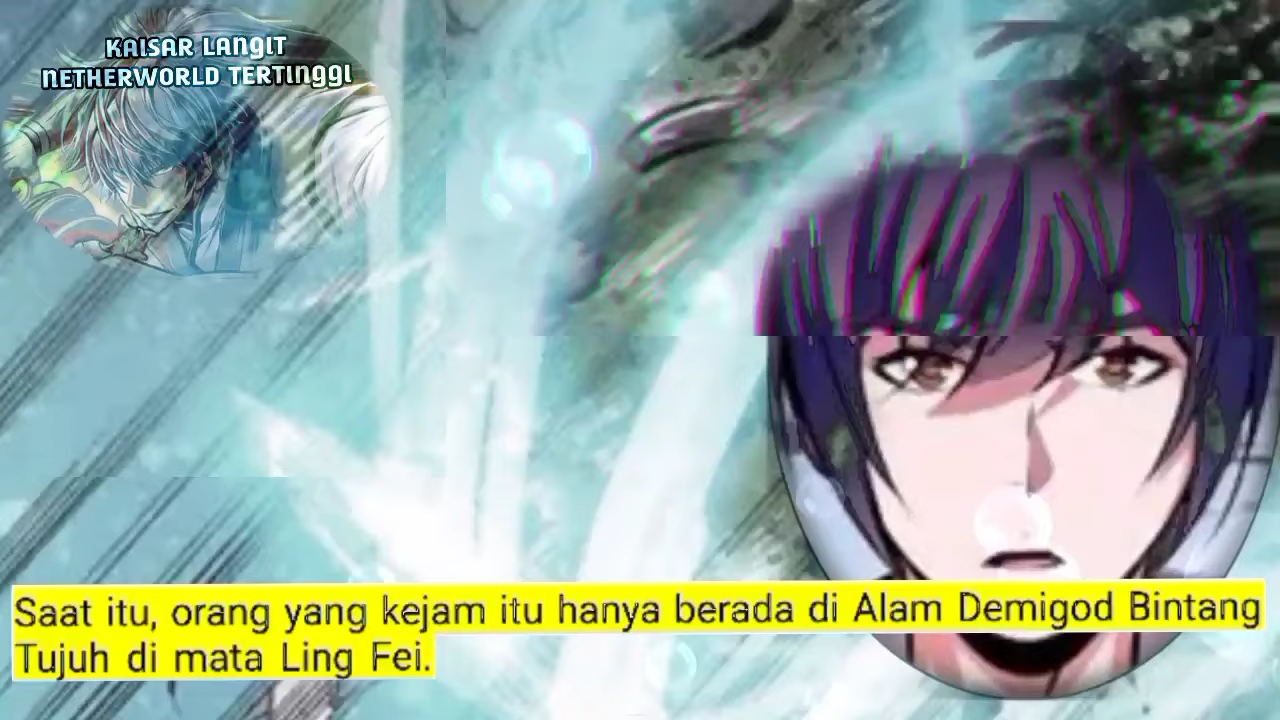 KAISAR LANGIT
NETHERWORLD TERTINGGI
Saat itu, orang yang kejam itu hanya berada di Alam Demigod Bintang
Tujuh di mata Ling Fei.